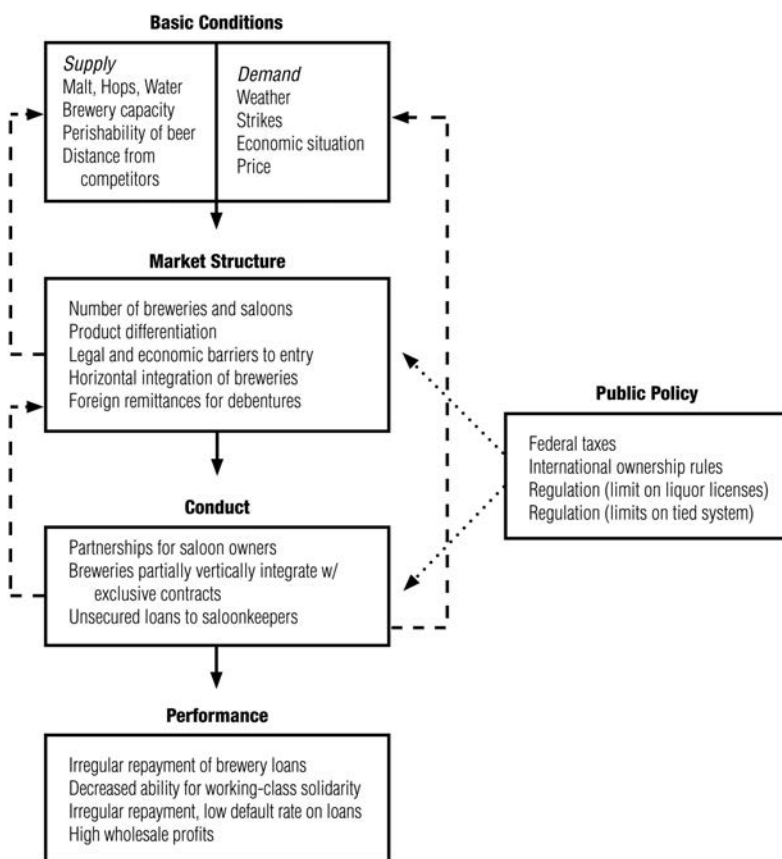 Basic Conditions
Supply
Malt, Hops, Water
Brewery capacity
Perishability of beer
Distance from
competitors
Demand
Weather
Strikes
Economic situation
Price
Market Structure
Number of breweries and saloons
Product differentiation
Legal and economic barriers to entry
Horizontal integration of breweries
Foreign remittances for debentures
Public Policy
Federal taxes
International ownership rules
Regulation (limit on liquor licenses)
Regulation (limits on tied system)
Conduct
Partnerships for saloon owners
Breweries partially vertically integrate w/
exclusive contracts
Unsecured loans to saloonkeepers
Performance
Irregular repayment of brewery loans
Decreased ability for working-class solidarity
Irregular repayment, low default rate on loans
High wholesale profits